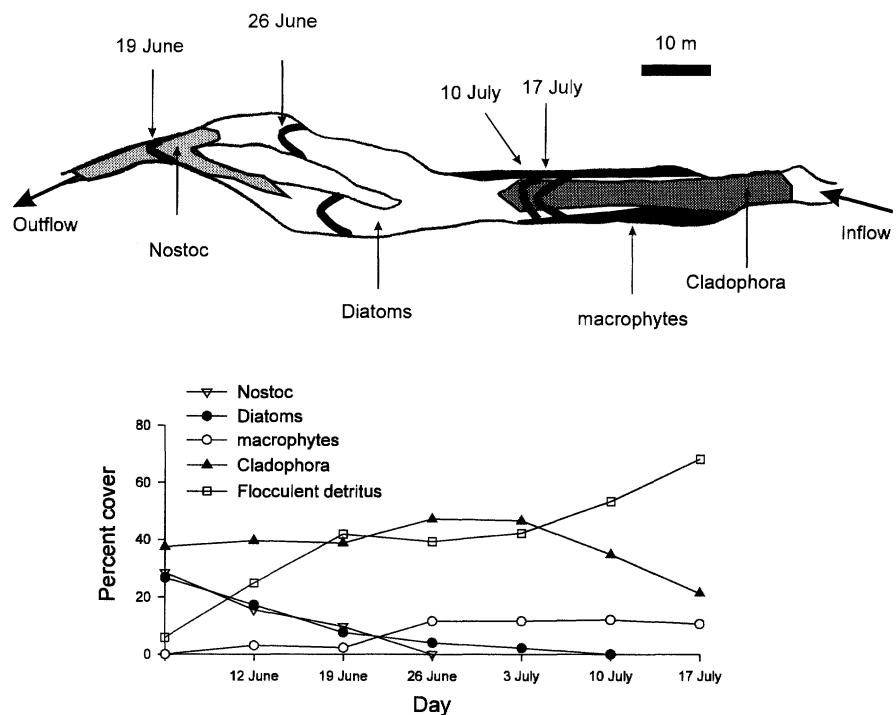 26 June
19 June
10 m
10 July
17 July
Outflow
Nostoc
Diatoms
macrophytes
Cladophora
Inflow
Nostoc
Diatoms
macrophytes
Cladophora
Flocculent detritus
Percent cover
80
60
40
20
0
12 June
19 June
26 June
3 July
10 July
17 July
Day